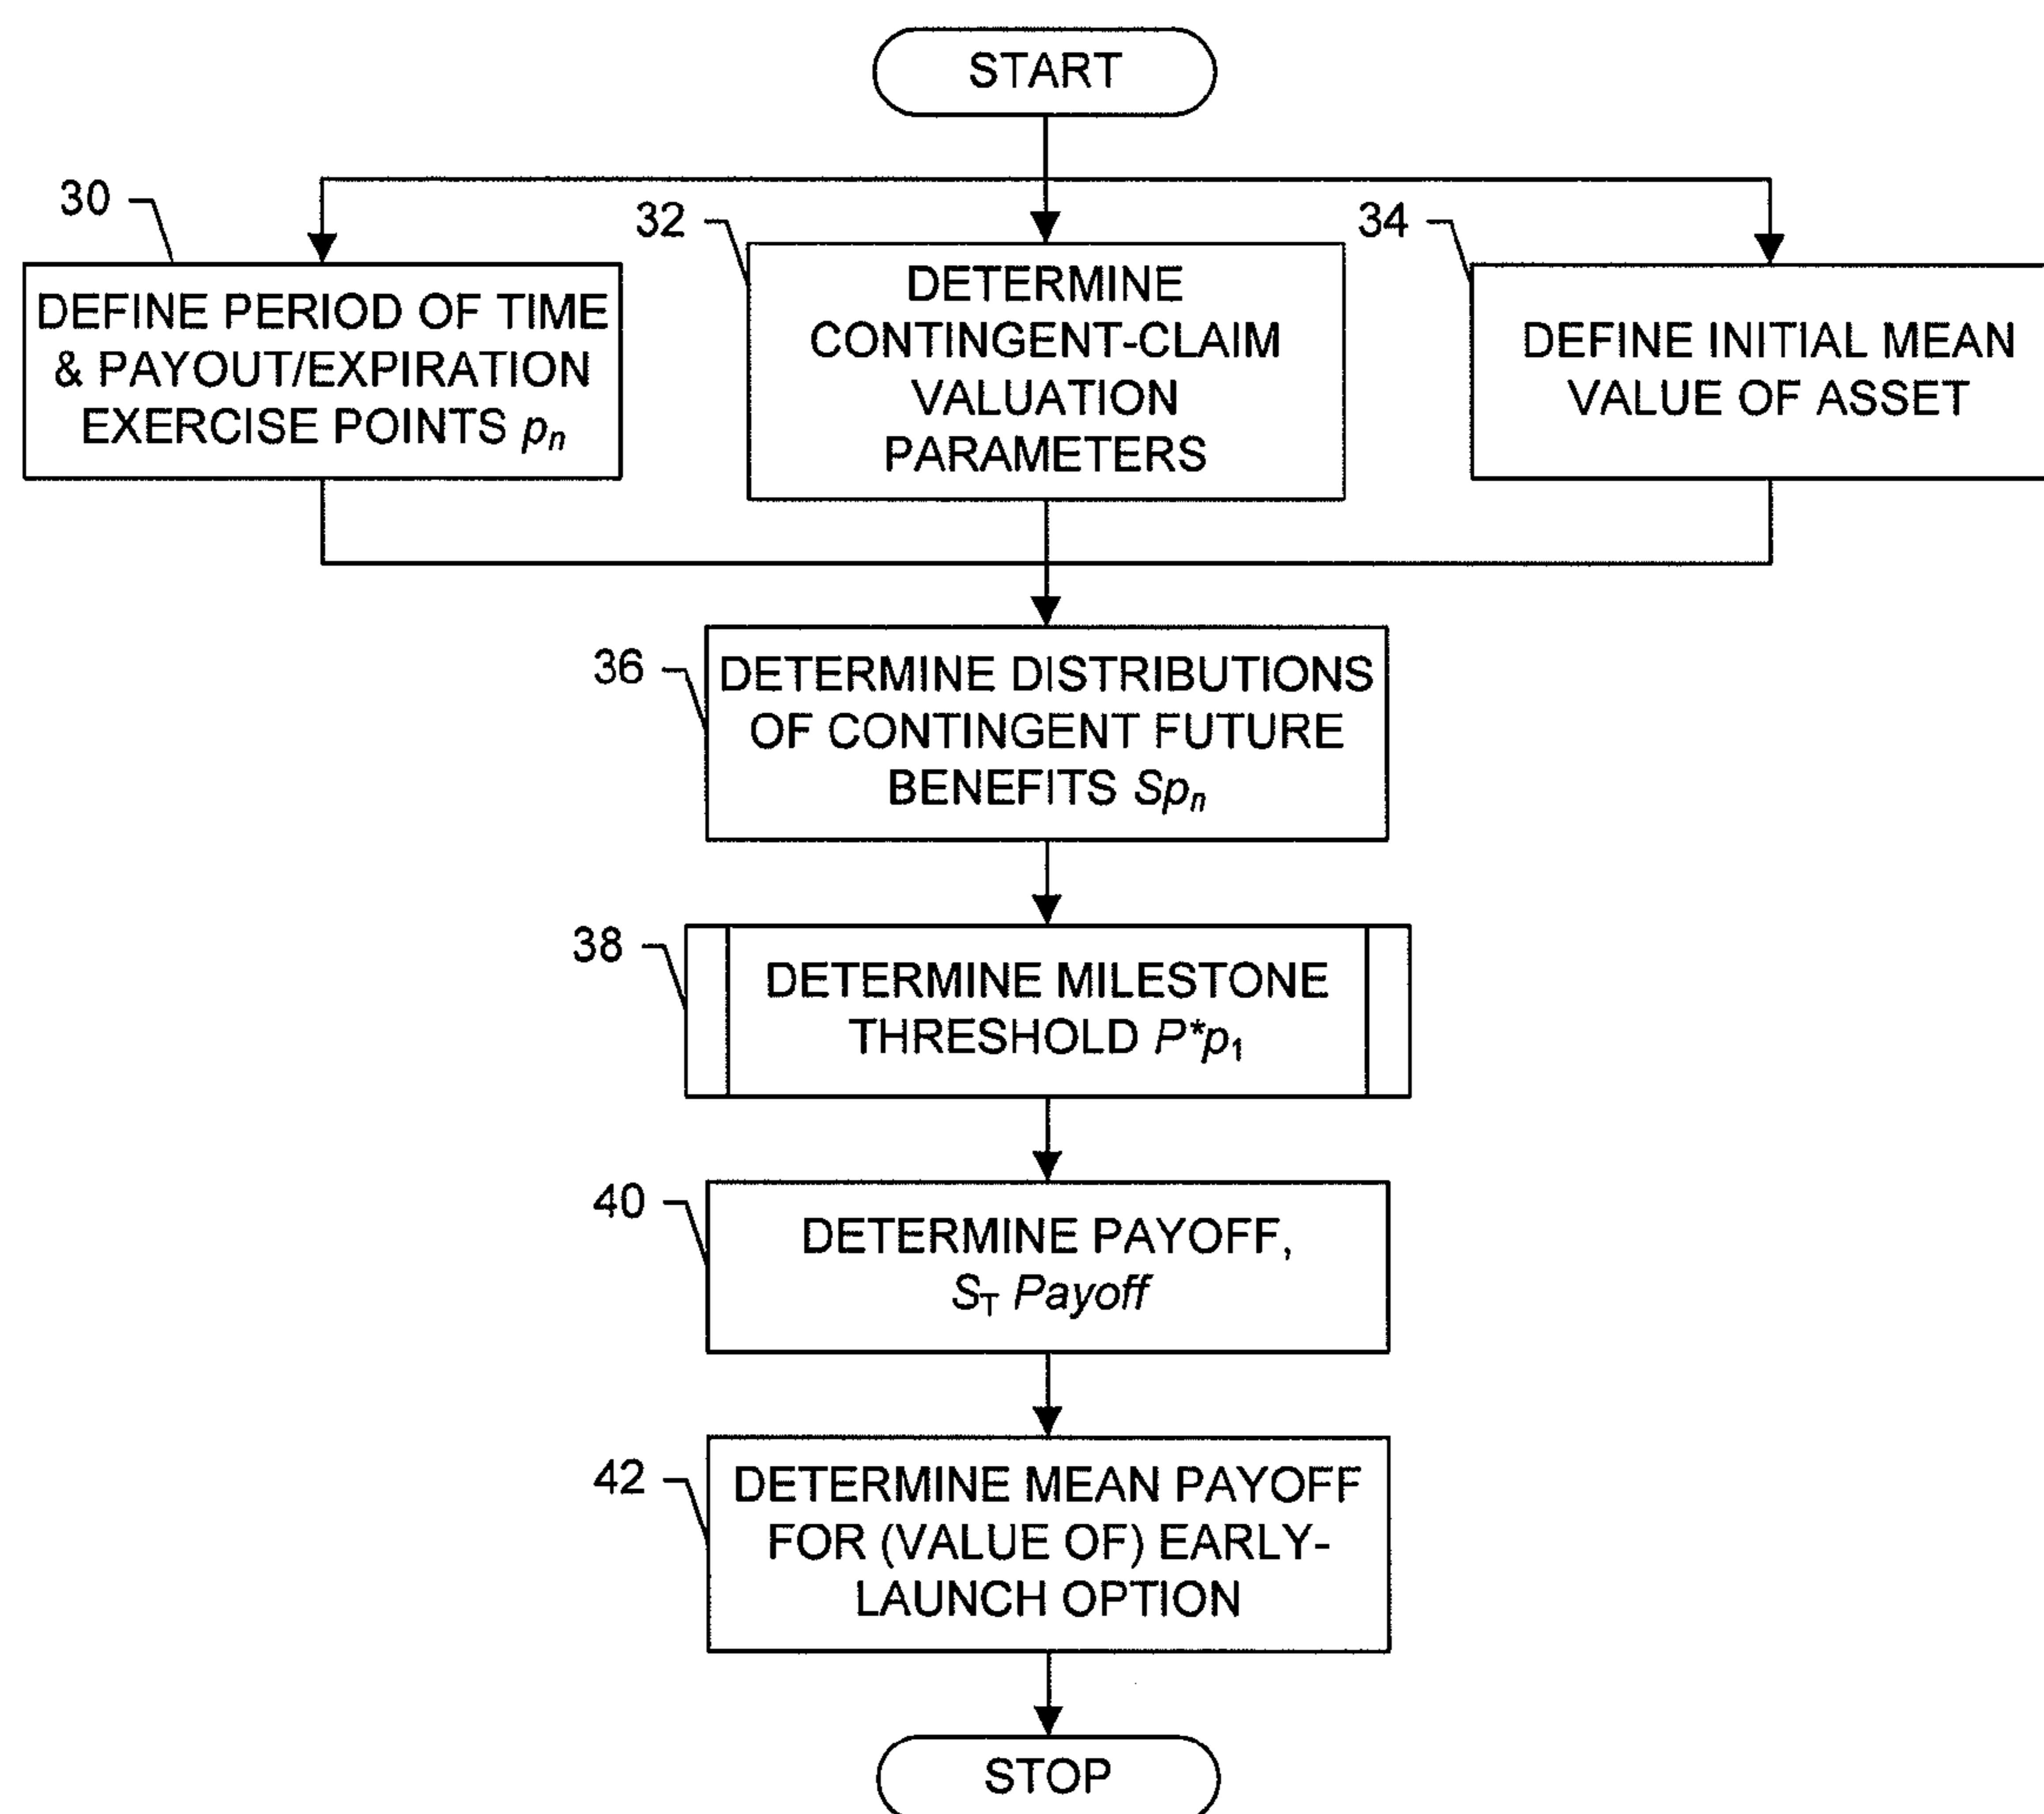 START
30
DEFINE PERIOD OF TIME
& PAYOUT/EXPIRATION
EXERCISE POINTS pn
32
DETERMINE
CONTINGENT-CLAIM
VALUATION
PARAMETERS
34
DEFINE INITIAL MEAN
VALUE OF ASSET
36
DETERMINE DISTRIBUTIONS
OF CONTINGENT FUTURE
BENEFITS Spn
38
DETERMINE MILESTONE
THRESHOLD P*p1
40
DETERMINE PAYOFF,
ST Payoff
42
DETERMINE MEAN PAYOFF
FOR (VALUE OF) EARLY-
LAUNCH OPTION
STOP